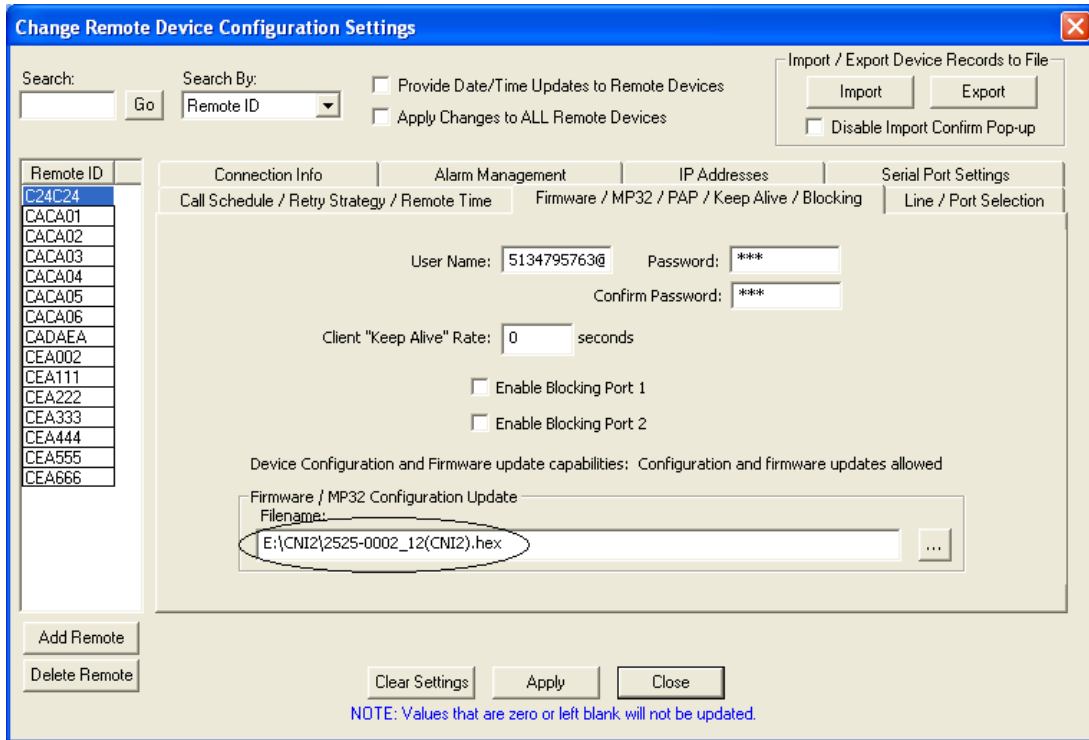 Change Remote Device Configuration Settings
Search:
Go
Search By:
Remote ID
Provide Date/Time Updates to Remote Devices
Apply Changes to ALL Remote Devices
Import / Export Device Records to File
Import
Export
Disable Import Confirm Pop-up
Remote ID
C24C24
CACA01
CACA02
CACA03
CACA04
CACA05
CACA06
CADAEA
CEA002
CEA111
CEA222
CEA333
CEA444
CEA555
CEA666
Connection Info
Alarm Management
IP Addresses
Serial Port Settings
Call Schedule / Retry Strategy / Remote Time
Firmware / MP32 / PAP / Keep Alive / Blocking
Line / Port Selection
User Name: 5134795763@
Password: ***
Confirm Password: ***
Client "Keep Alive" Rate: 0 seconds
Enable Blocking Port 1
Enable Blocking Port 2
Device Configuration and Firmware update capabilities: Configuration and firmware updates allowed
Firmware / MP32 Configuration Update
Filename:
E:\CNI2\2525-0002_12(CNI2).hex
...
Add Remote
Delete Remote
Clear Settings
Apply
Close
NOTE: Values that are zero or left blank will not be updated.